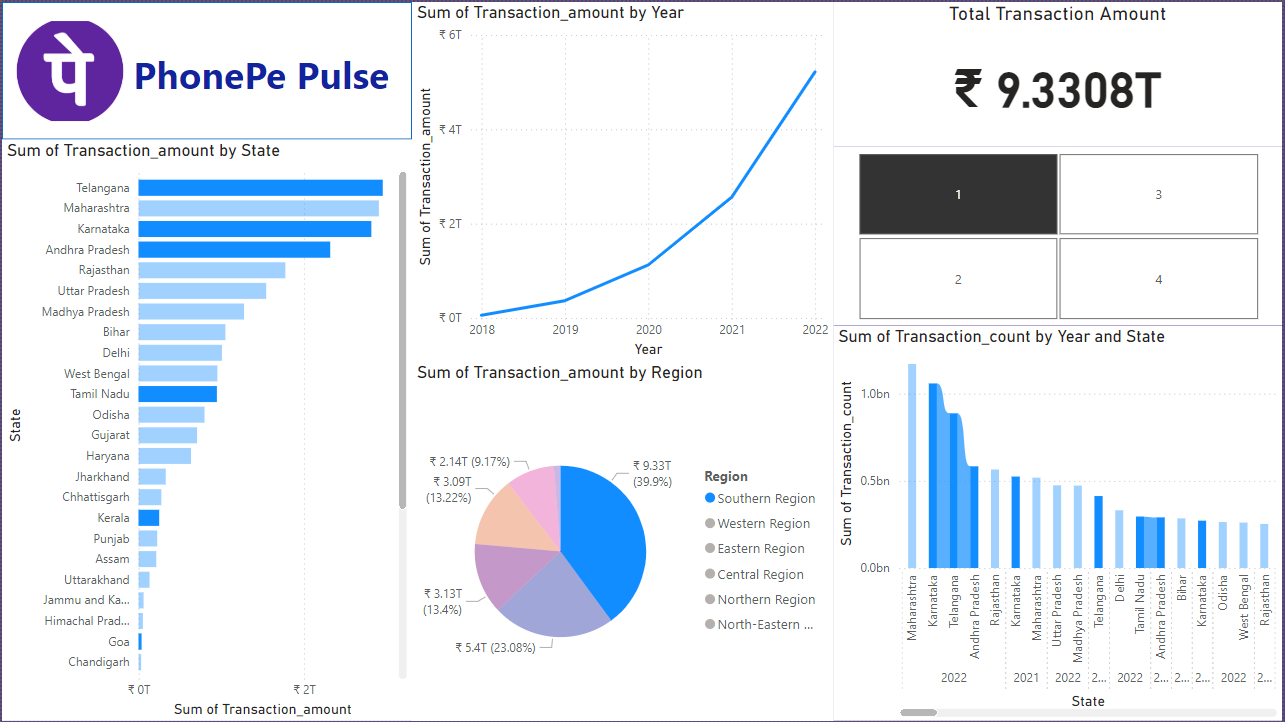 पे
PhonePe Pulse
Sum of Transaction_amount by State
State
Telangana
Maharashtra
Karnataka
Andhra Pradesh
Rajasthan
Uttar Pradesh
Madhya Pradesh
Bihar
Delhi
West Bengal
Tamil Nadu
Odisha
Gujarat
Haryana
Jharkhand
Chhattisgarh
Kerala
Punjab
Assam
Uttarakhand
Jammu and Ka...
Himachal Prad...
Goa
Chandigarh
₹ 0T
₹ 2T
Sum of Transaction_amount
Sum of Transaction_amount by Year
Sum of Transaction_amount
₹ 6T
₹ 4T
₹ 2T
₹ 0T
2018
2019
2020
2021
2022
Year
Sum of Transaction_amount by Region
₹ 2.14T (9.17%)
₹ 3.09T
(13.22%)
₹ 3.13T
(13.4%)
₹ 5.4T (23.08%)
₹ 9.33T
(39.9%)
Region
Southern Region
Western Region
Eastern Region
Central Region
Northern Region
North-Eastern ...
Total Transaction Amount
₹ 9.3308T
1
3
2
4
Sum of Transaction_count by Year and State
Sum of Transaction_count
1.0bn
0.5bn
0.0bn
Maharashtra
Karnataka
Telangana
Andhra Pradesh
Rajasthan
Karnataka
Maharashtra
Uttar Pradesh
Madhya Pradesh
Telangana
Delhi
Tamil Nadu
Andhra Pradesh
Bihar
Karnataka
Odisha
West Bengal
Rajasthan
2022
2021
2022
2...
2022
2...
2...
2...
2022
2...
State